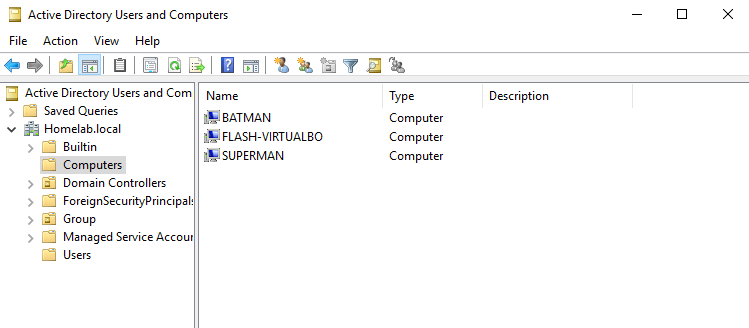 Active Directory Users and Computers
File Action View Help
Active Directory Users and Com
Saved Queries
Homelab.local
Builtin
Computers
Domain Controllers
ForeignSecurityPrincipals
Group
Managed Service Accour
Users
Name Type Description
BATMAN Computer
FLASH-VIRTUALBO Computer
SUPERMAN Computer